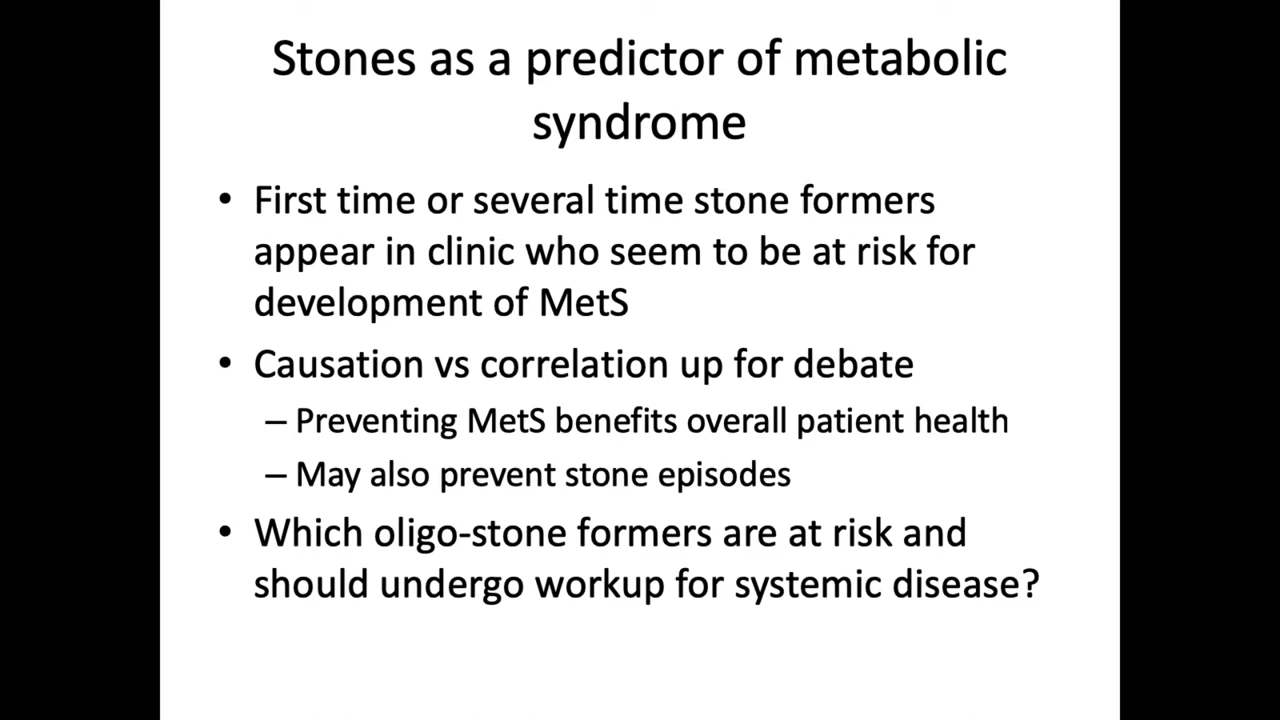 Stones as a predictor of metabolic
syndrome
• First time or several time stone formers
appear in clinic who seem to be at risk for
development of MetS
• Causation vs correlation up for debate
– Preventing MetS benefits overall patient health
– May also prevent stone episodes
• Which oligo-stone formers are at risk and
should undergo workup for systemic disease?